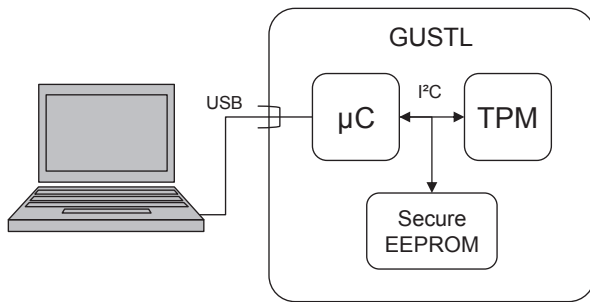 GUSTL
USB
I²C
µC
TPM
Secure
EEPROM